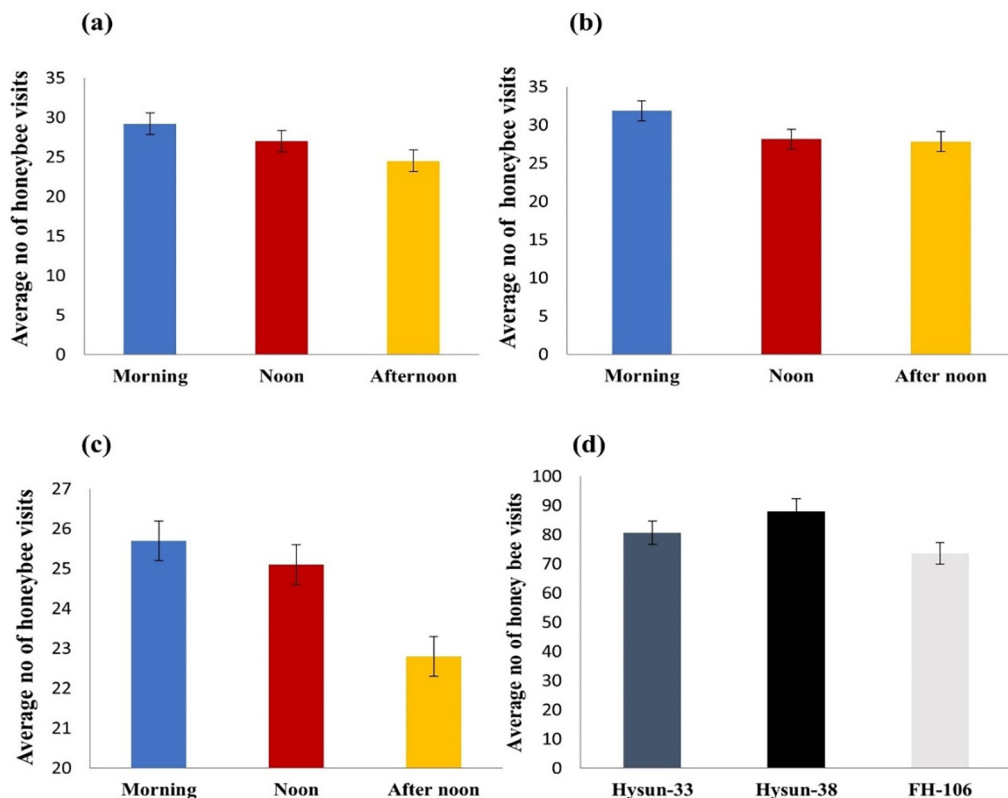 (a)
Average no of honeybee visits
35
30
25
20
15
10
5
0
Morning Noon Afternoon
(b)
Average no of honeybee visits
35
30
25
20
15
10
5
0
Morning Noon After noon
(c)
Average no of honeybee visits
27
26
25
24
23
22
21
20
Morning Noon After noon
(d)
Average no of honey bee visits
100
90
80
70
60
50
40
30
20
10
0
Hysun-33 Hysun-38 FH-106